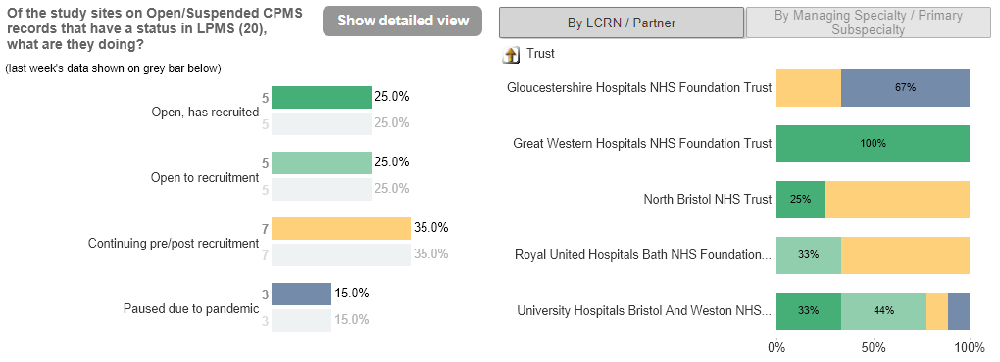 Of the study sites on Open/Suspended CPMS
records that have a status in LPMS (20),
what are they doing?
Show detailed view
(last week's data shown on grey bar below)
Open, has recruited
5
25.0%
5
25.0%
Open to recruitment
5
25.0%
5
25.0%
Continuing pre/post recruitment
7
35.0%
7
35.0%
Paused due to pandemic
3
15.0%
3
15.0%
By LCRN / Partner
By Managing Specialty / Primary
Subspecialty
Trust
Gloucestershire Hospitals NHS Foundation Trust
67%
Great Western Hospitals NHS Foundation Trust
100%
North Bristol NHS Trust
25%
Royal United Hospitals Bath NHS Foundation...
33%
University Hospitals Bristol And Weston NHS...
33%
44%
0%
50%
100%